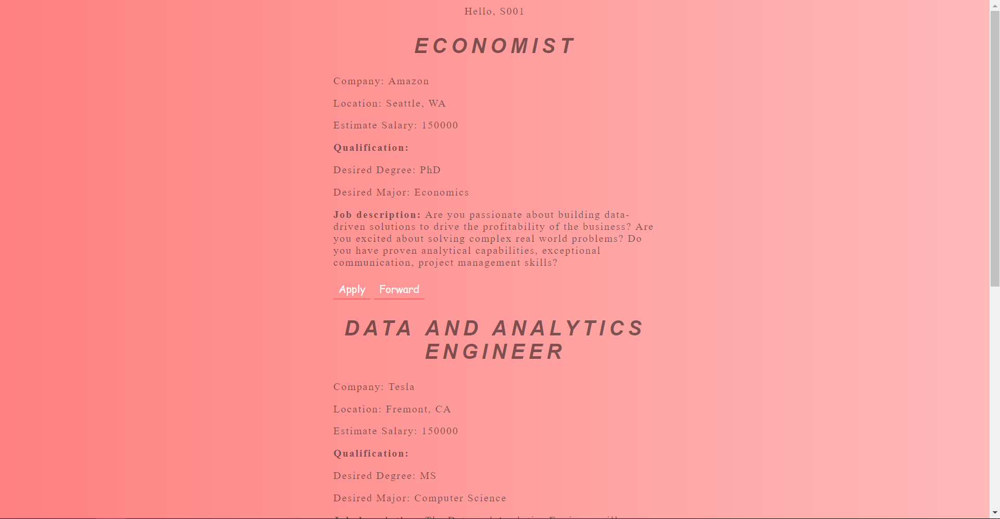 Hello, S001
ECONOMIST
Company: Amazon
Location: Seattle, WA
Estimate Salary: 150000
Qualification:
Desired Degree: PhD
Desired Major: Economics
Job description: Are you passionate about building data-
driven solutions to drive the profitability of the business? Are
you excited about solving complex real world problems? Do
you have proven analytical capabilities, exceptional
communication, project management skills?
Apply Forward
DATA AND ANALYTICS
ENGINEER
Company: Tesla
Location: Fremont, CA
Estimate Salary: 150000
Qualification:
Desired Degree: MS
Desired Major: Computer Science